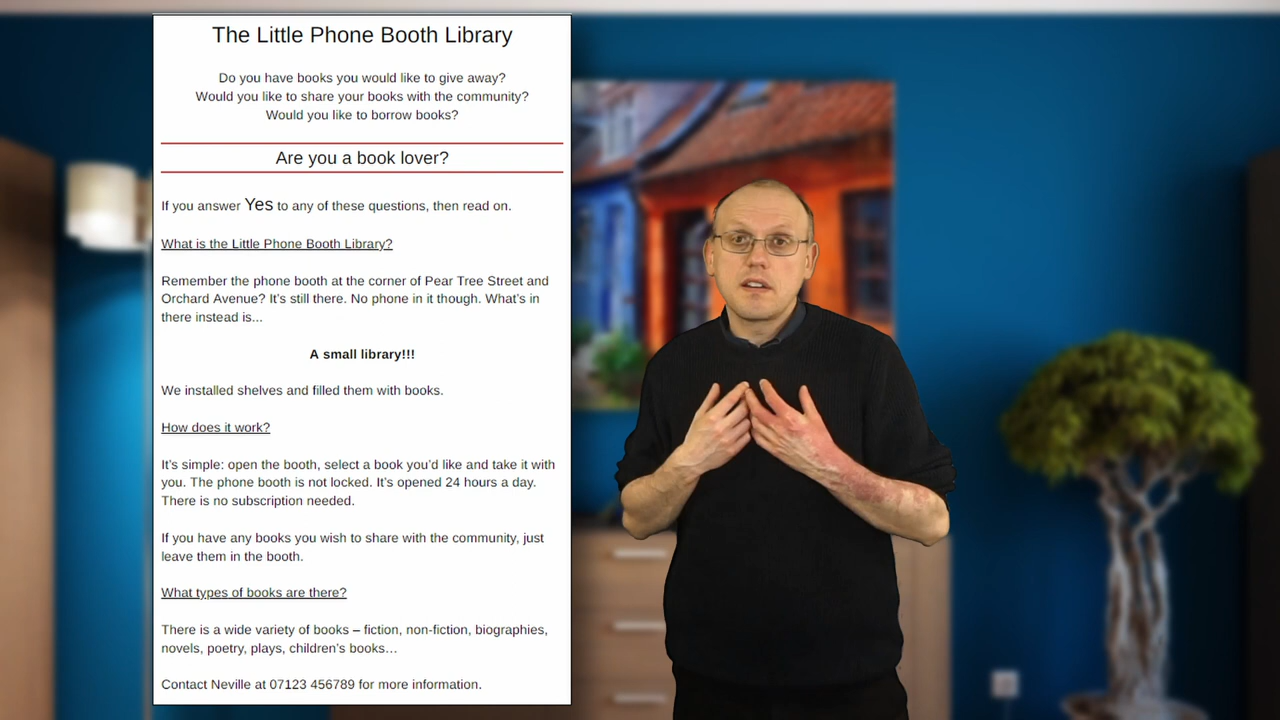 The Little Phone Booth Library
Do you have books you would like to give away?
Would you like to share your books with the community?
Would you like to borrow books?
Are you a book lover?
If you answer Yes to any of these questions, then read on.
What is the Little Phone Booth Library?
Remember the phone booth at the corner of Pear Tree Street and
Orchard Avenue? It’s still there. No phone in it though. What’s in
there instead is...
A small library!!!
We installed shelves and filled them with books.
How does it work?
It’s simple: open the booth, select a book you’d like and take it with
you. The phone booth is not locked. It’s opened 24 hours a day.
There is no subscription needed.
If you have any books you wish to share with the community, just
leave them in the booth.
What types of books are there?
There is a wide variety of books – fiction, non-fiction, biographies,
novels, poetry, plays, children’s books…
Contact Neville at 07123 456789 for more information.